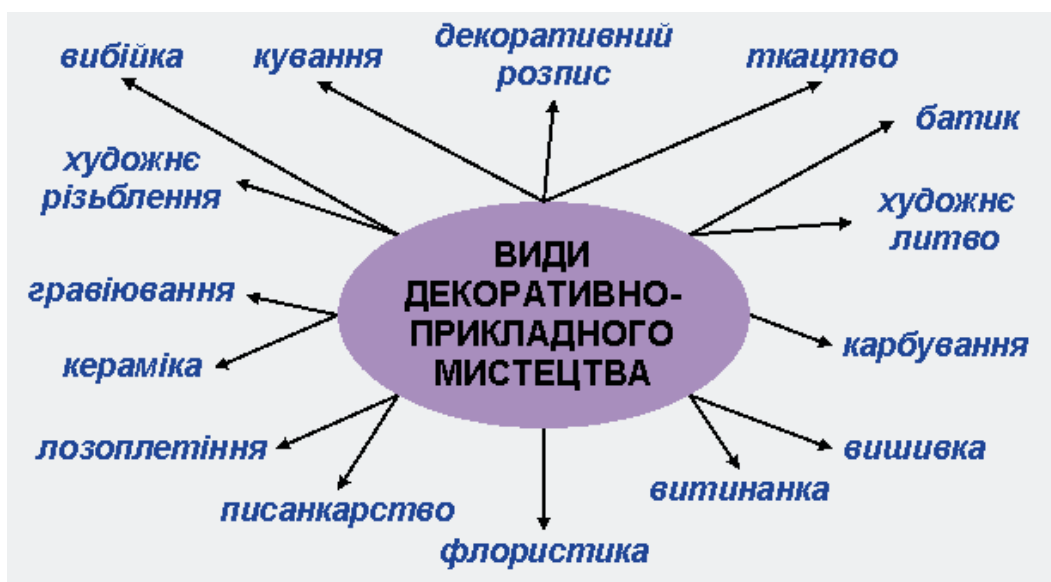 вибійка
кування
декоративний
розпис
ткацтво
батик
художнє
різьблення
художнє
литво
ВИДИ
ДЕКОРАТИВНО-
ПРИКЛАДНОГО
МИСТЕЦТВА
гравіювання
кераміка
карбування
лозоплетіння
вишивка
писанкарство
витинанка
флористика